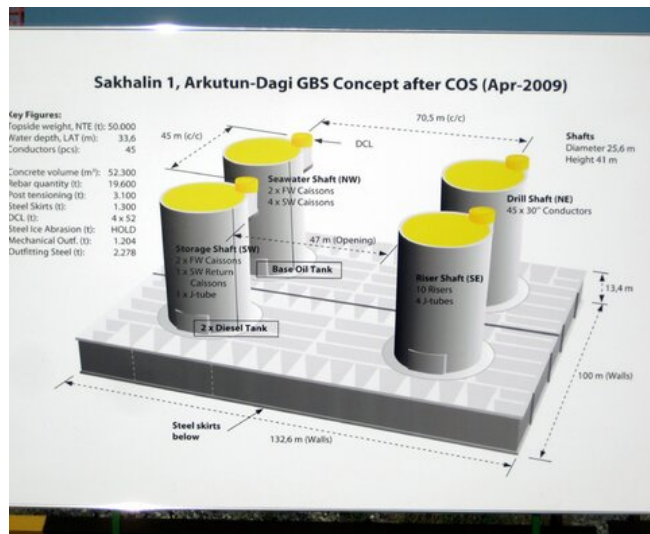 Sakhalin 1, Arkutun-Dagi GBS Concept after COS (Apr-2009)
Key Figures:
Topside weight, NTE (t): 50.000
Water depth, LAT (m): 33,6
Conductors (pcs): 45
Concrete volume (m³): 52.300
Rebar quantity (t): 19.600
Post tensioning (t): 3.100
Steel Skirts (t): 1.300
DCL (t): 4 x 52
Steel Ice Abrasion (t): HOLD
Mechanical Outf. (t): 1.204
Outfitting Steel (t): 2.278
45 m (c/c)
70,5 m (c/c)
DCL
Shafts
Diameter 25,6 m
Height 41 m
Seawater Shaft (NW)
2 x FW Caissons
4 x SW Caissons
Drill Shaft (NE)
45 x 30" Conductors
47 m (Opening)
Storage Shaft (SW)
2 x FW Caissons
1 x SW Return
Caissons
1 x J-tube
Base Oil Tank
Riser Shaft (SE)
10 Risers
4 J-tubes
13,4 m
2 x Diesel Tank
100 m (Walls)
Steel skirts
below
132,6 m (Walls)